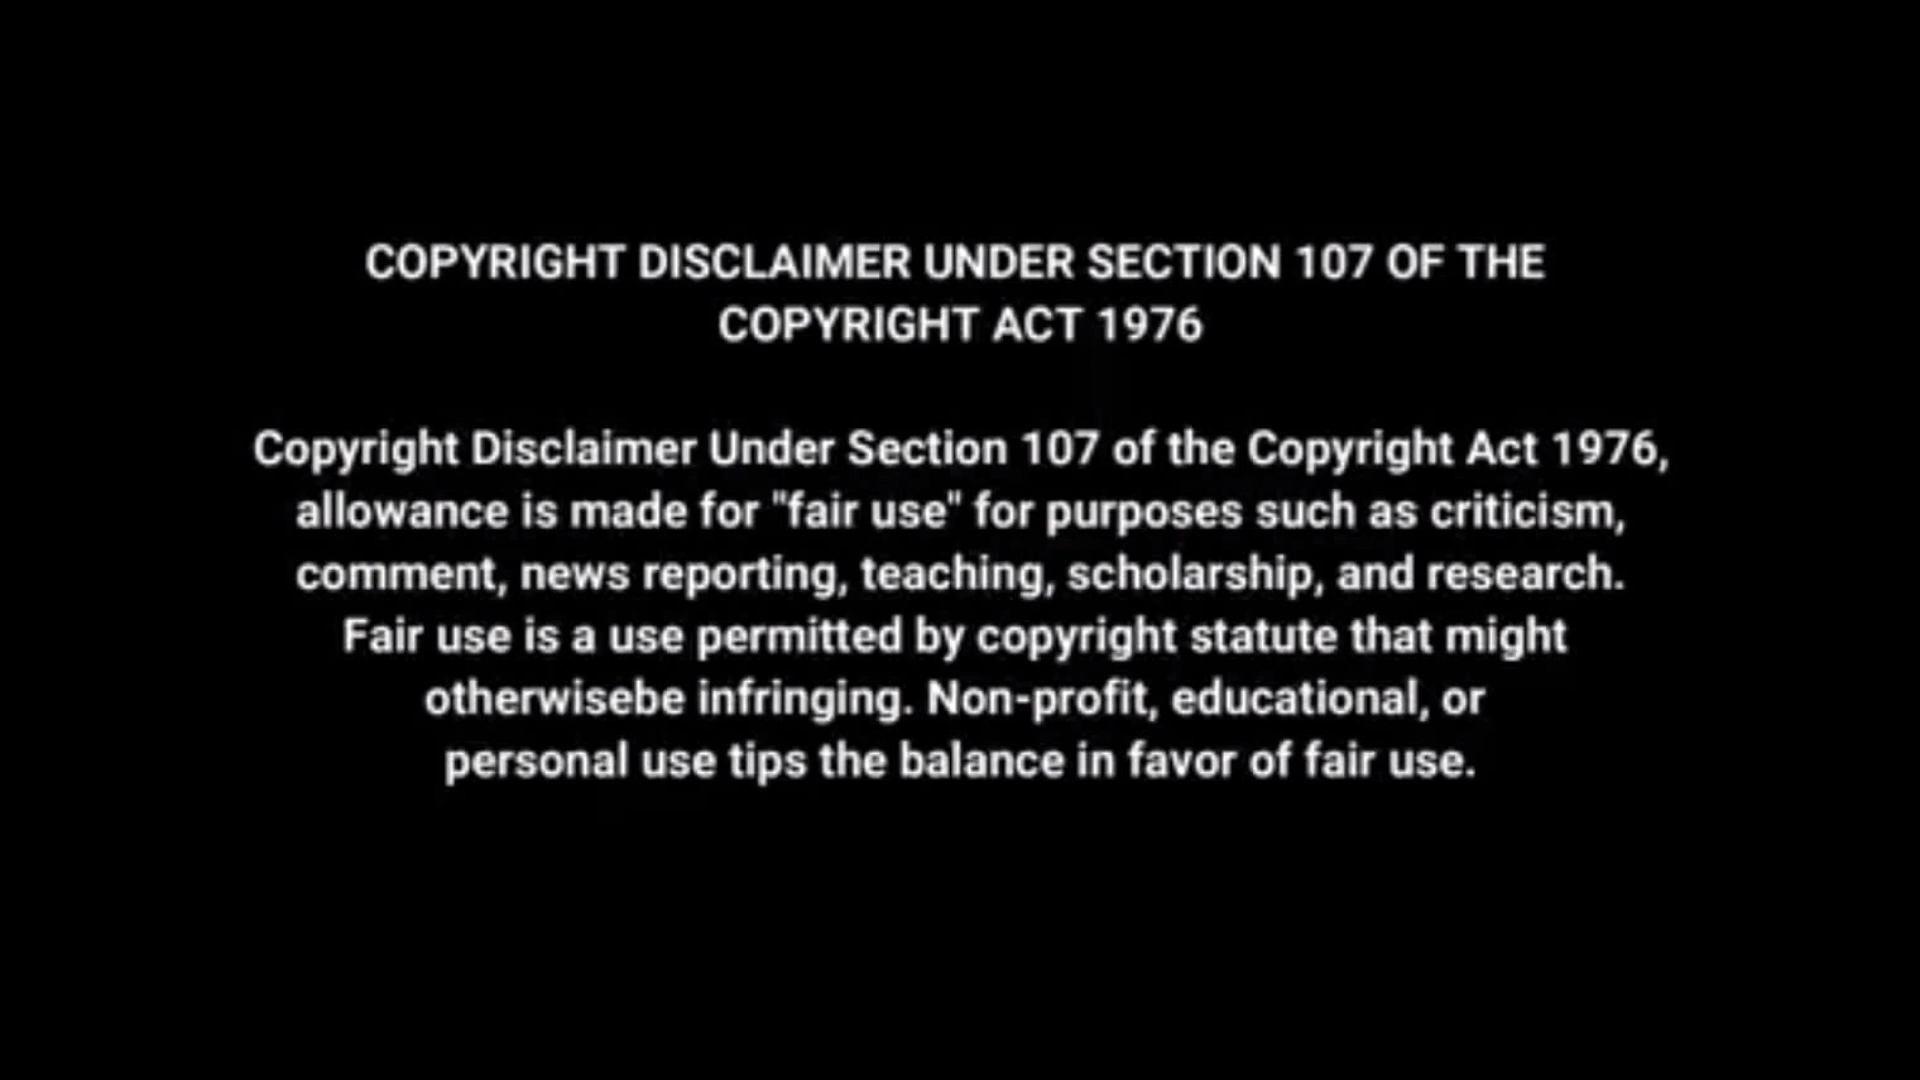 COPYRIGHT DISCLAIMER UNDER SECTION 107 OF THE
COPYRIGHT ACT 1976
Copyright Disclaimer Under Section 107 of the Copyright Act 1976,
allowance is made for "fair use" for purposes such as criticism,
comment, news reporting, teaching, scholarship, and research.
Fair use is a use permitted by copyright statute that might
otherwisebe infringing. Non-profit, educational, or
personal use tips the balance in favor of fair use.